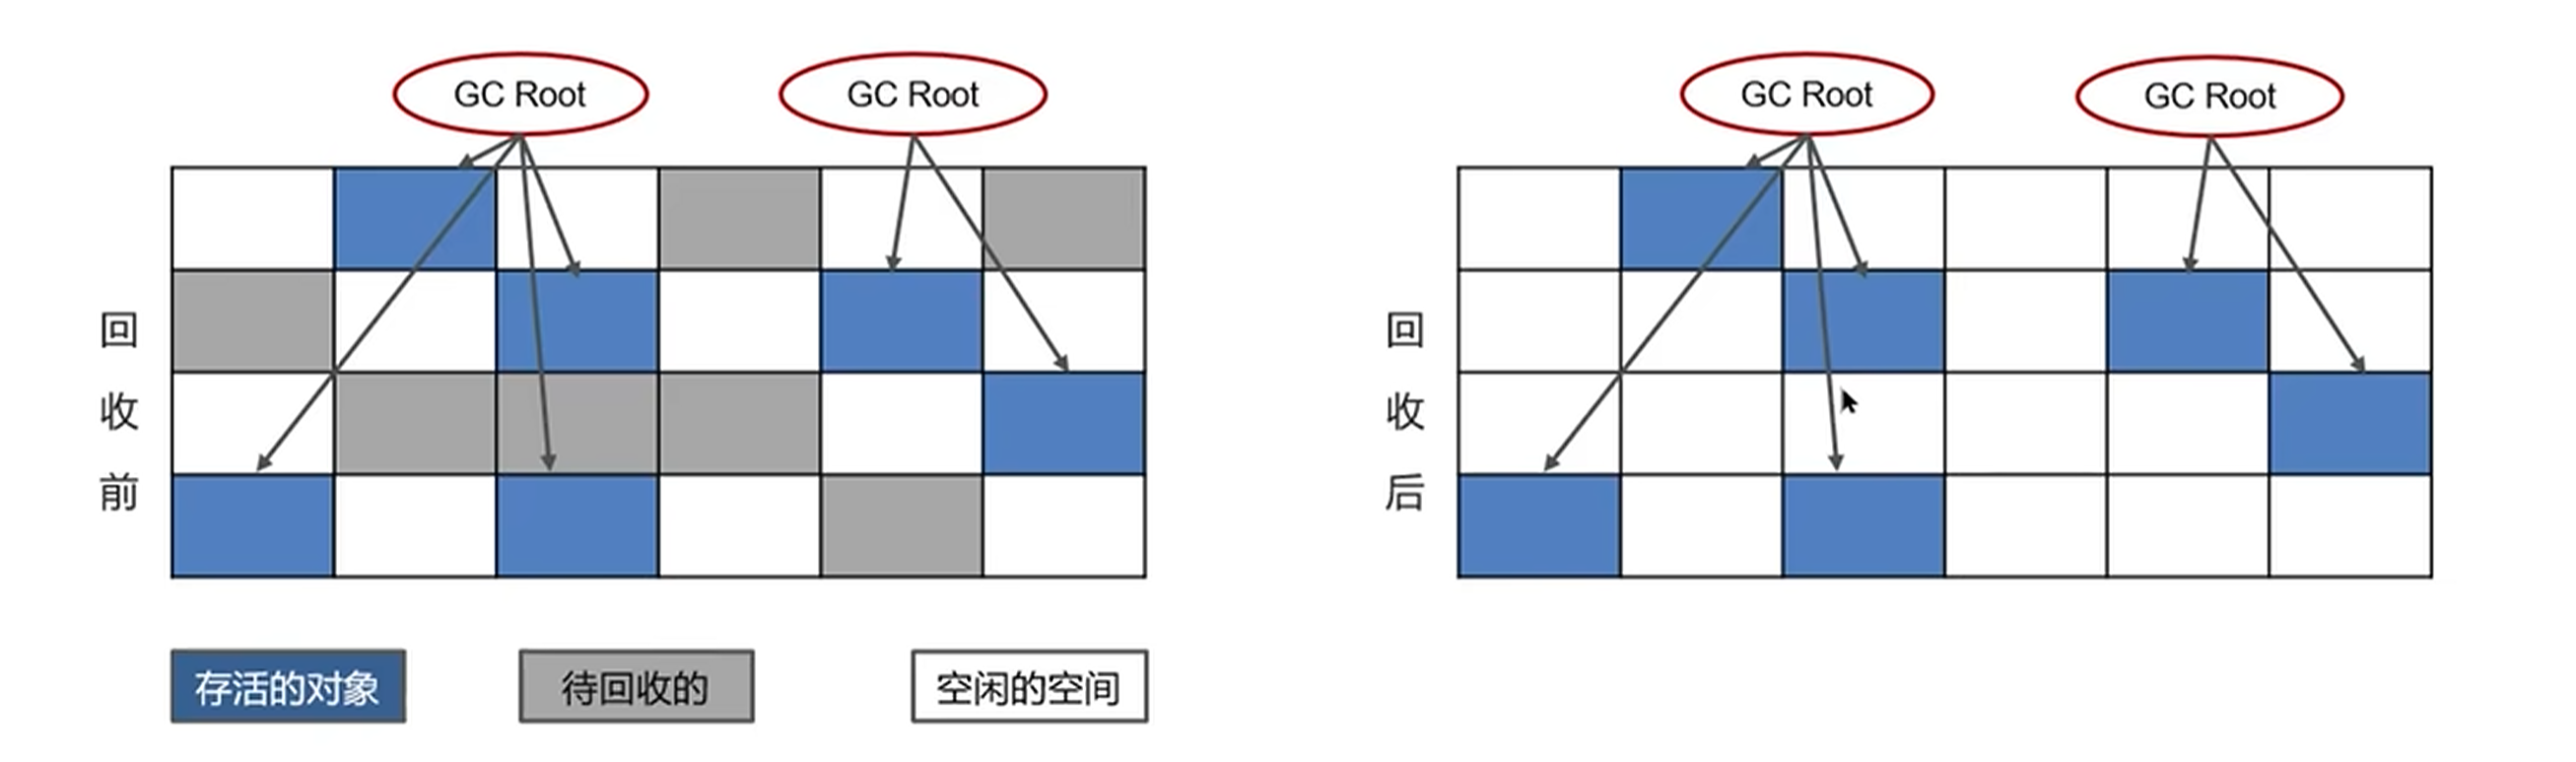 GC Root
GC Root
回
收
前
存活的对象
待回收的
空闲的空间
GC Root
GC Root
回
收
后